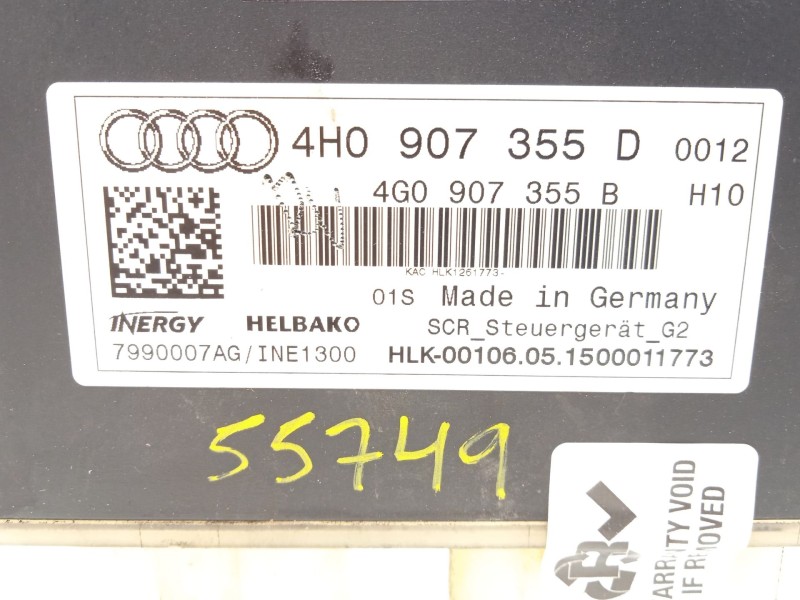 4H0 907 355 D 0012
4G0 907 355 B H10
KAC HLK1261773-
01S Made in Germany
INERGY HELBAKO SCR_Steuergerät_G2
7990007AG/INE1300 HLK-00106.05.1500011773
55749
ARRNTY VOID
IF REMOVED